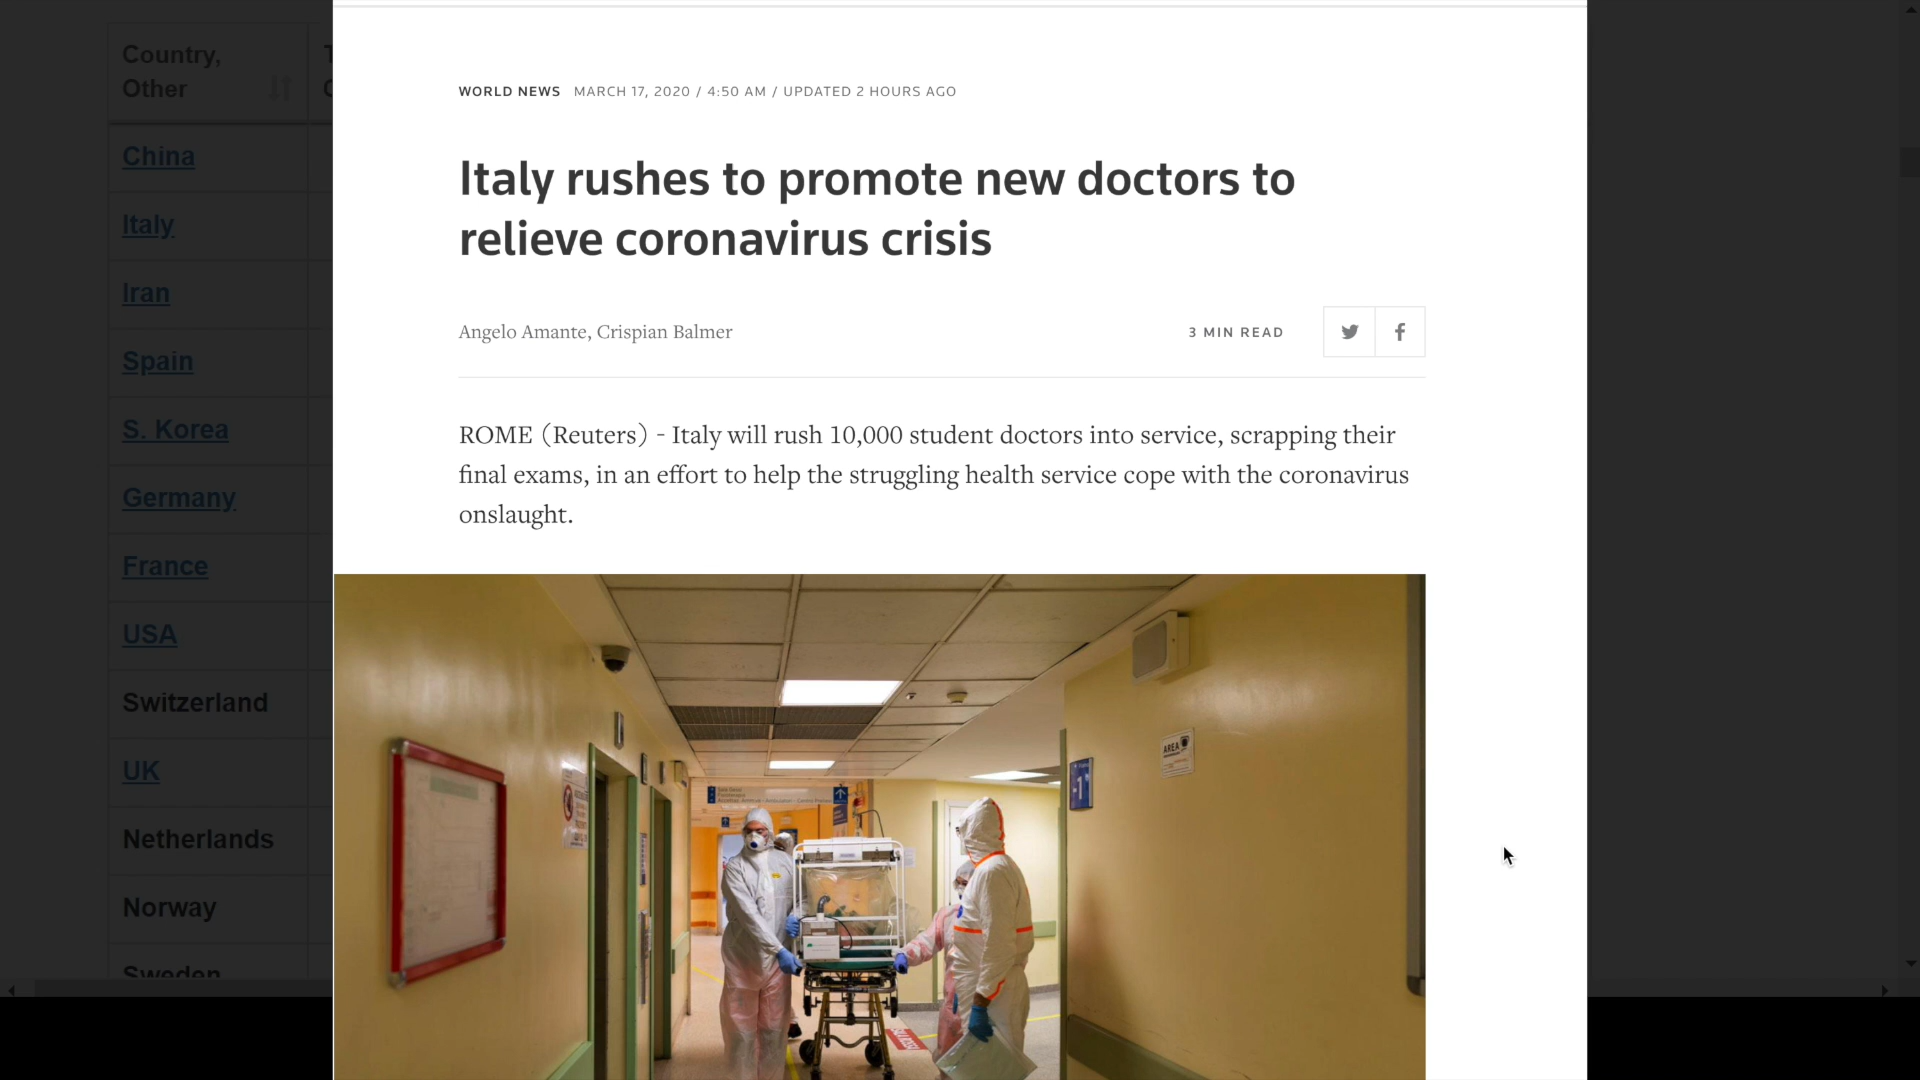 Country,
Other
China
Italy
Iran
Spain
S. Korea
Germany
France
USA
Switzerland
UK
Netherlands
Norway
Sweden
WORLD NEWS MARCH 17, 2020 / 4:50 AM / UPDATED 2 HOURS AGO
Italy rushes to promote new doctors to
relieve coronavirus crisis
Angelo Amante, Crispian Balmer
3 MIN READ
ROME (Reuters) - Italy will rush 10,000 student doctors into service, scrapping their
final exams, in an effort to help the struggling health service cope with the coronavirus
onslaught.
AREA
1